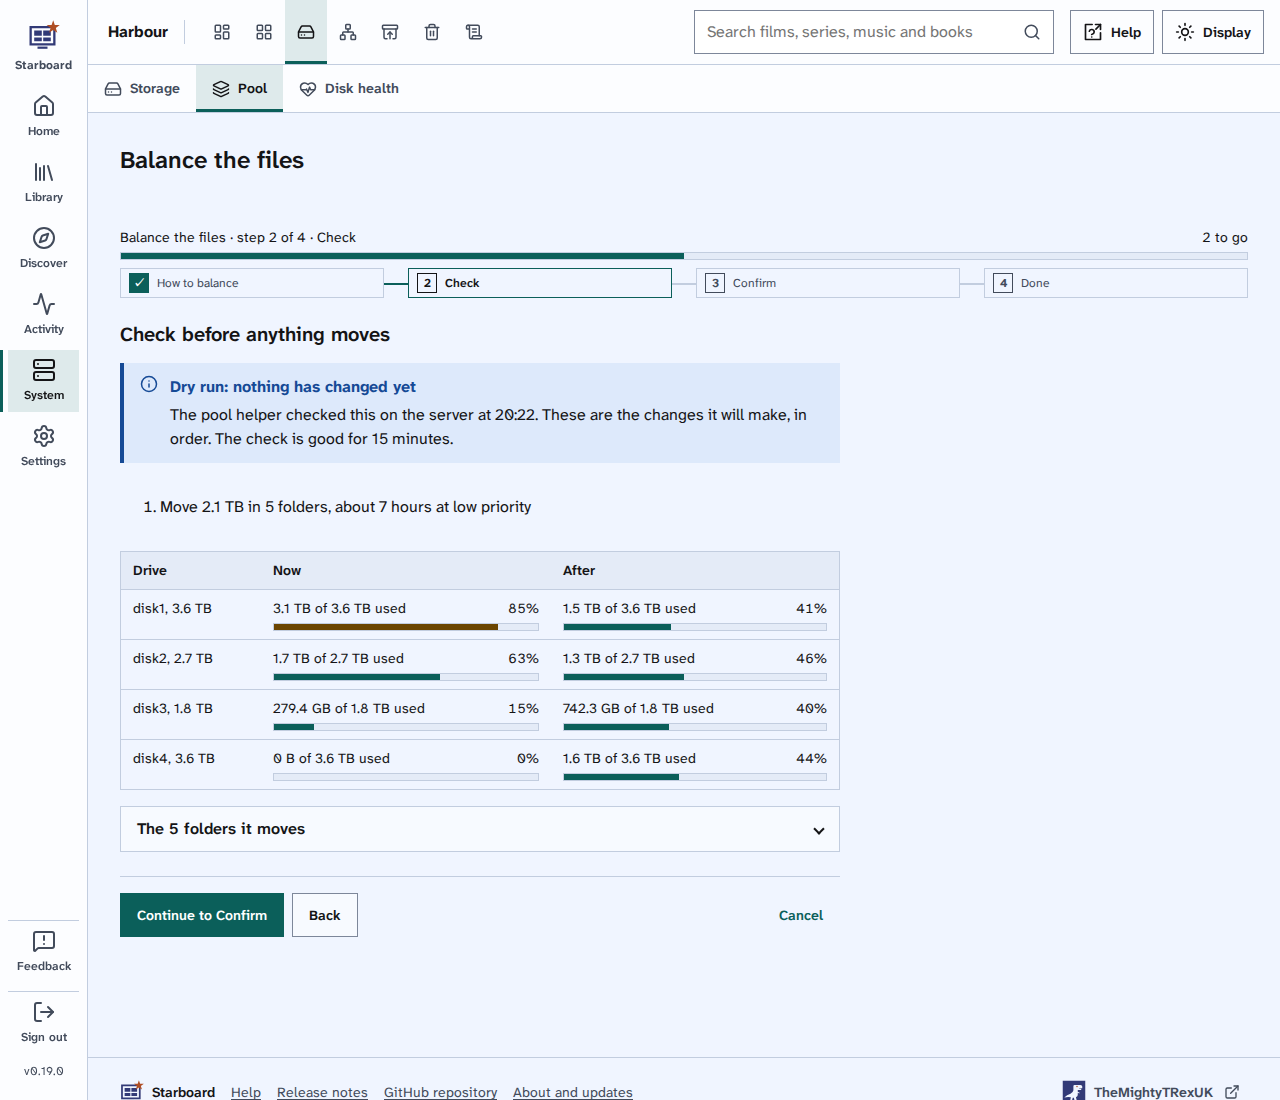 Starboard
Home
Library
Discover
Activity
System
Settings
Feedback
Sign out
v0.19.0
Harbour
Search films, series, music and books
Help
Display
Storage
Pool
Disk health
Balance the files
Balance the files · step 2 of 4 · Check
2 to go
✓ How to balance
2 Check
3 Confirm
4 Done
Check before anything moves
Dry run: nothing has changed yet
The pool helper checked this on the server at 20:22. These are the changes it will make, in
order. The check is good for 15 minutes.
1. Move 2.1 TB in 5 folders, about 7 hours at low priority
Drive Now After
disk1, 3.6 TB 3.1 TB of 3.6 TB used 85% 1.5 TB of 3.6 TB used 41%
disk2, 2.7 TB 1.7 TB of 2.7 TB used 63% 1.3 TB of 2.7 TB used 46%
disk3, 1.8 TB 279.4 GB of 1.8 TB used 15% 742.3 GB of 1.8 TB used 40%
disk4, 3.6 TB 0 B of 3.6 TB used 0% 1.6 TB of 3.6 TB used 44%
The 5 folders it moves
Continue to Confirm
Back
Cancel
Starboard Help Release notes GitHub repository About and updates
TheMightyTRexUK